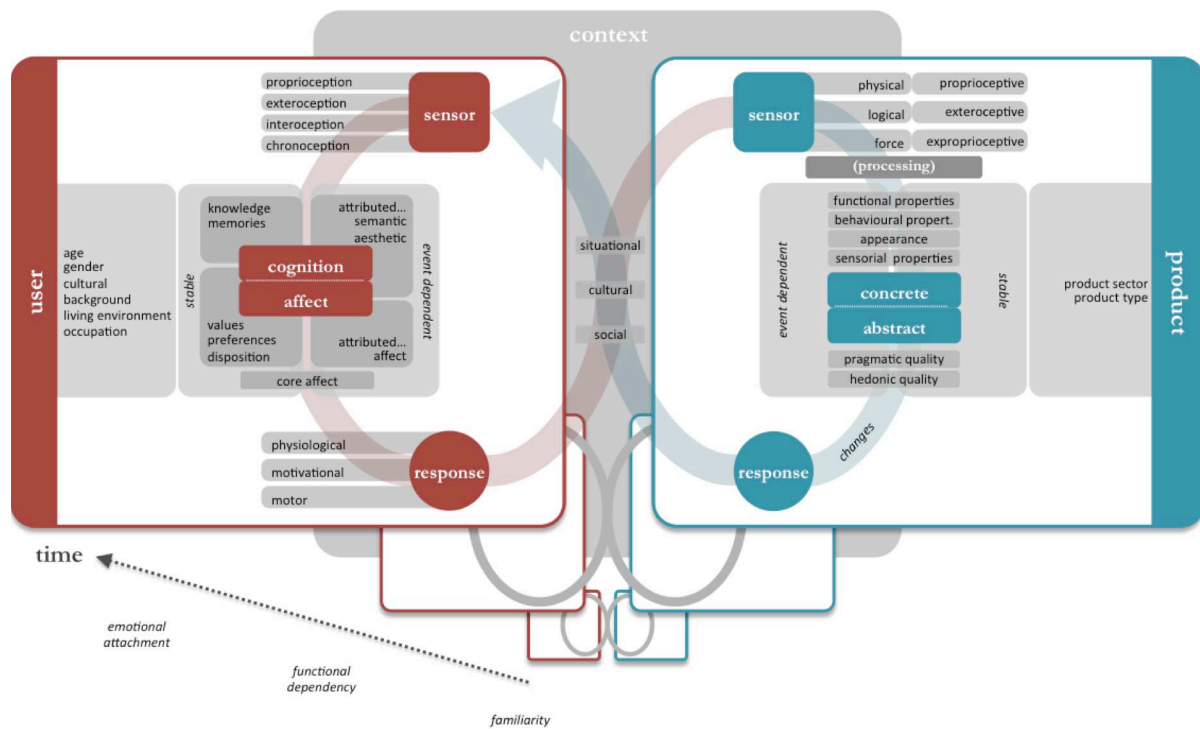 context
user
proprioception
exteroception
interoception
chronoception
sensor
age
gender
cultural
background
living environment
occupation
stable
knowledge
memories
attributed...
semantic
aesthetic
cognition
affect
values
preferences
disposition
attributed...
affect
event dependent
core affect
physiological
motivational
motor
response
situational
cultural
social
sensor
physical
logical
force
proprioceptive
exteroceptive
exproprioceptive
(processing)
event dependent
functional properties
behavioural propert.
appearance
sensorial properties
concrete
abstract
pragmatic quality
hedonic quality
stable
product sector
product type
product
response
changes
time
emotional
attachment
functional
dependency
familiarity